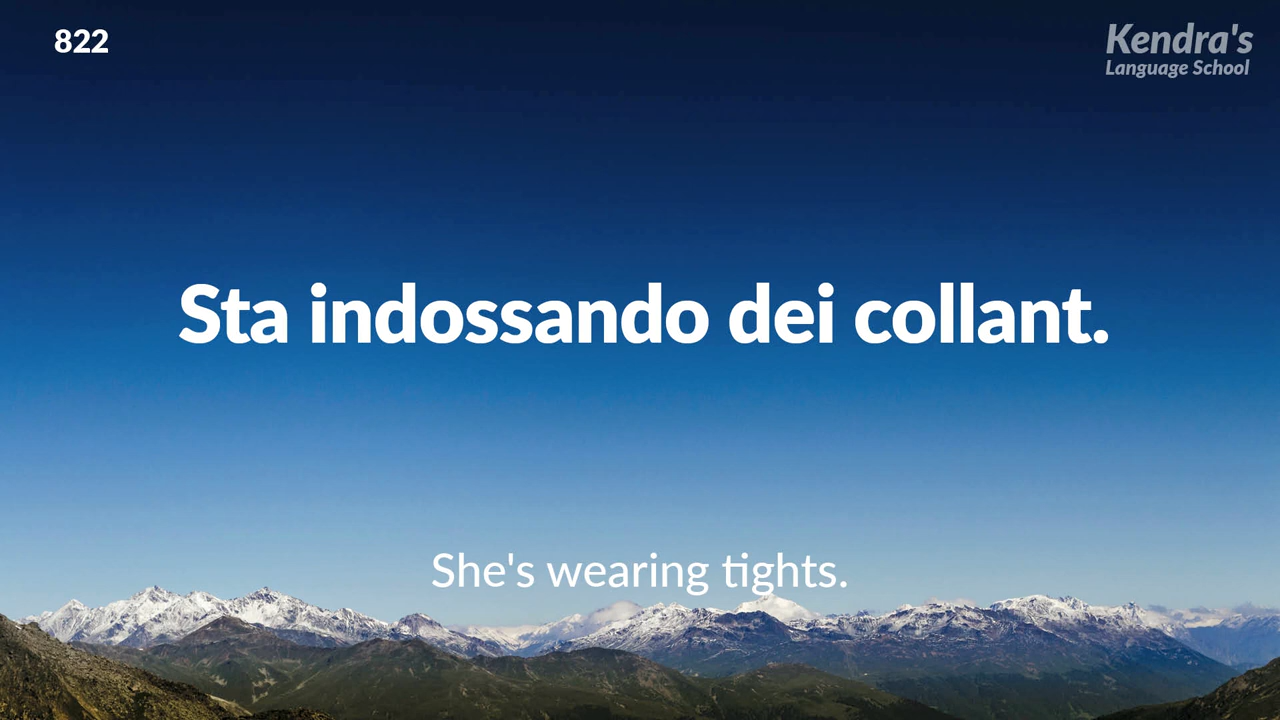 822
Kendra's
Language School
Sta indossando dei collant.
She's wearing tights.